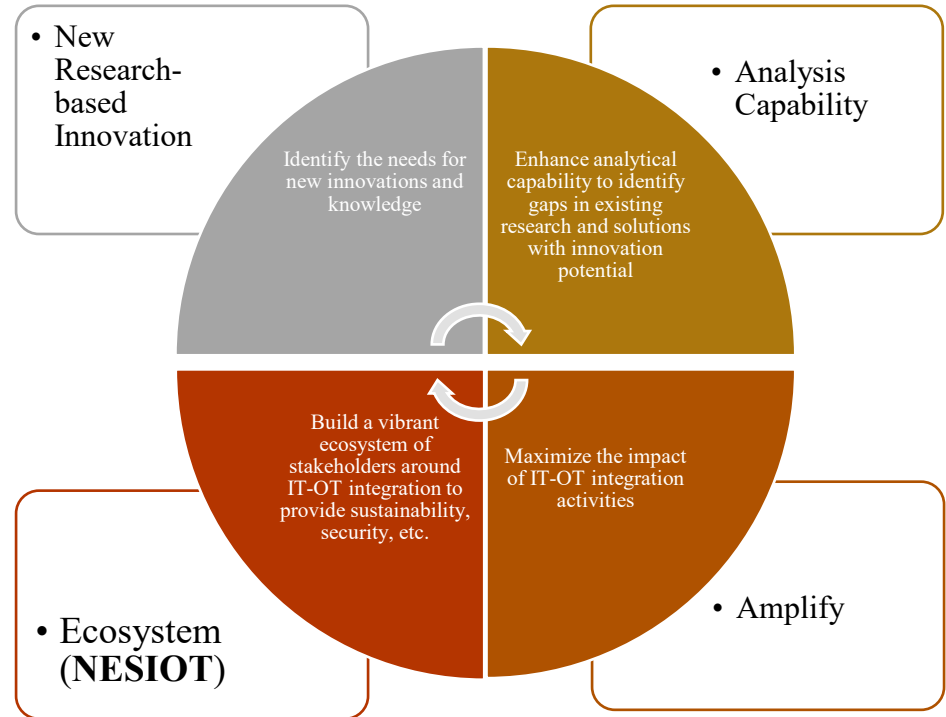 • New
Research-
based
Innovation
• Analysis
Capability
Identify the needs for
new innovations and
knowledge
Enhance analytical
capability to identify
gaps in existing
research and solutions
with innovation
potential
Build a vibrant
ecosystem of
stakeholders around
IT-OT integration to
provide sustainability,
security, etc.
Maximize the impact
of IT-OT integration
activities
• Ecosystem
(NESIOT)
• Amplify